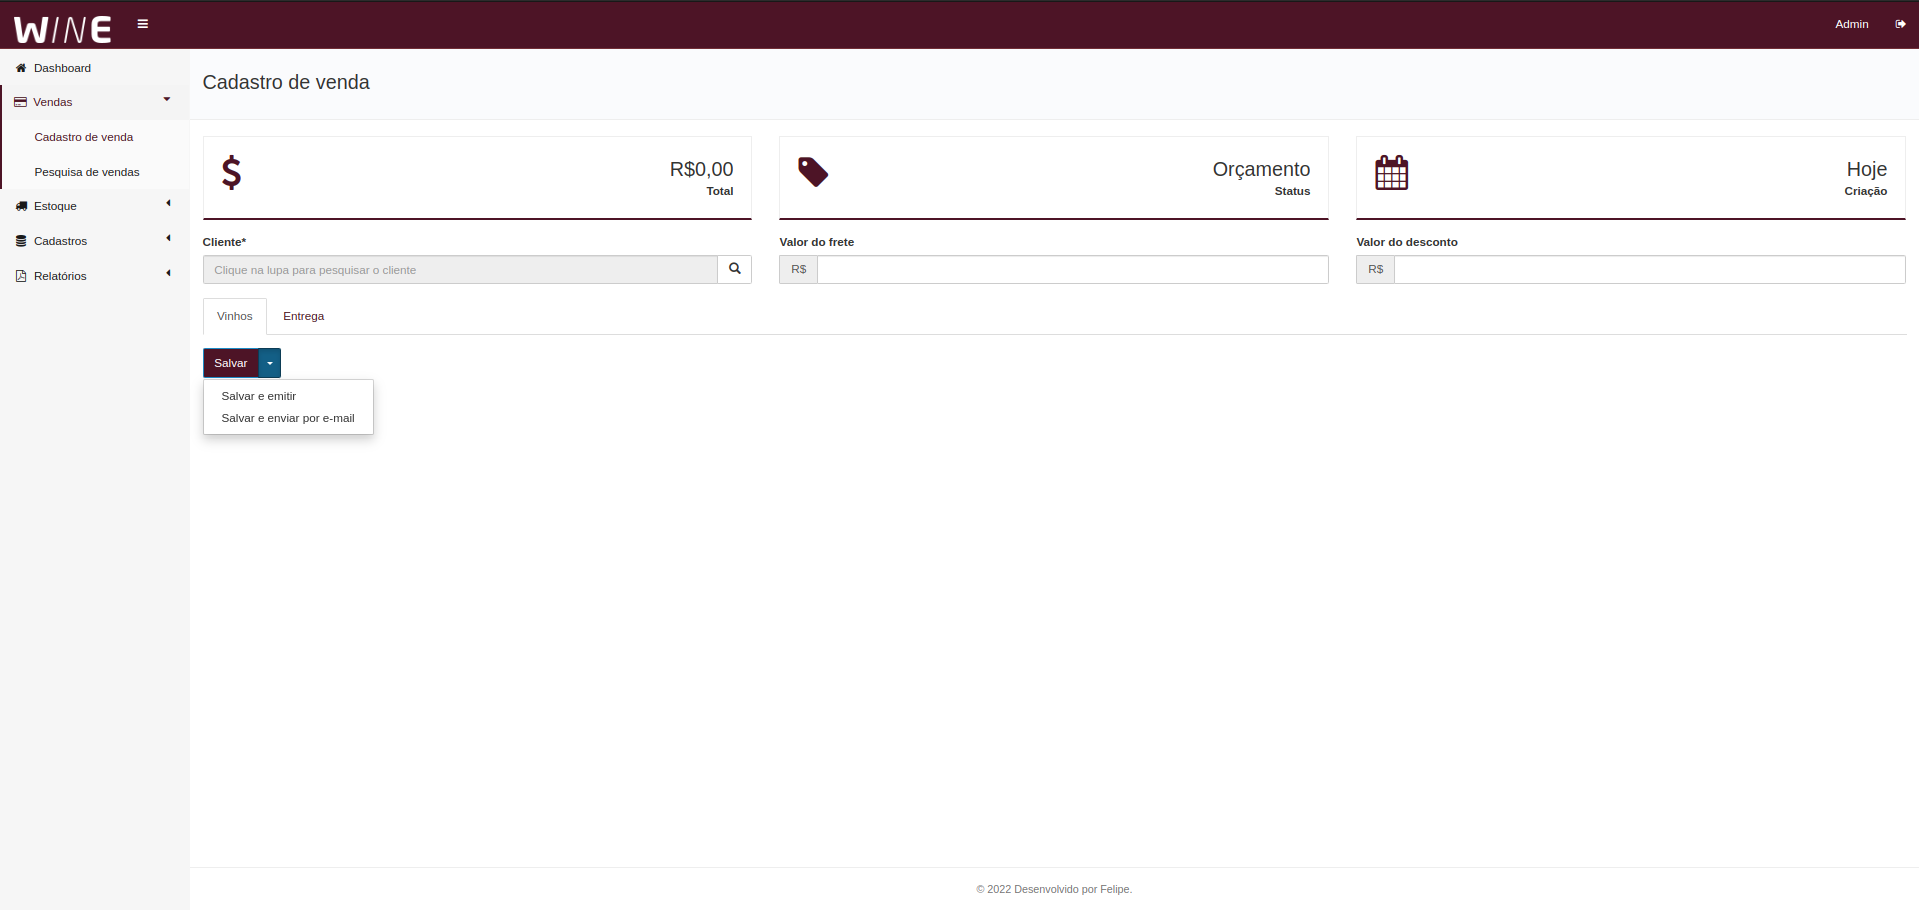 WINE
Admin
Dashboard
Vendas
Cadastro de venda
Pesquisa de vendas
Estoque
Cadastros
Relatórios
Cadastro de venda
R$0,00
Total
Orçamento
Status
Hoje
Criação
Cliente*
Clique na lupa para pesquisar o cliente
Valor do frete
R$
Valor do desconto
R$
Vinhos
Entrega
Salvar
Salvar e emitir
Salvar e enviar por e-mail
© 2022 Desenvolvido por Felipe.